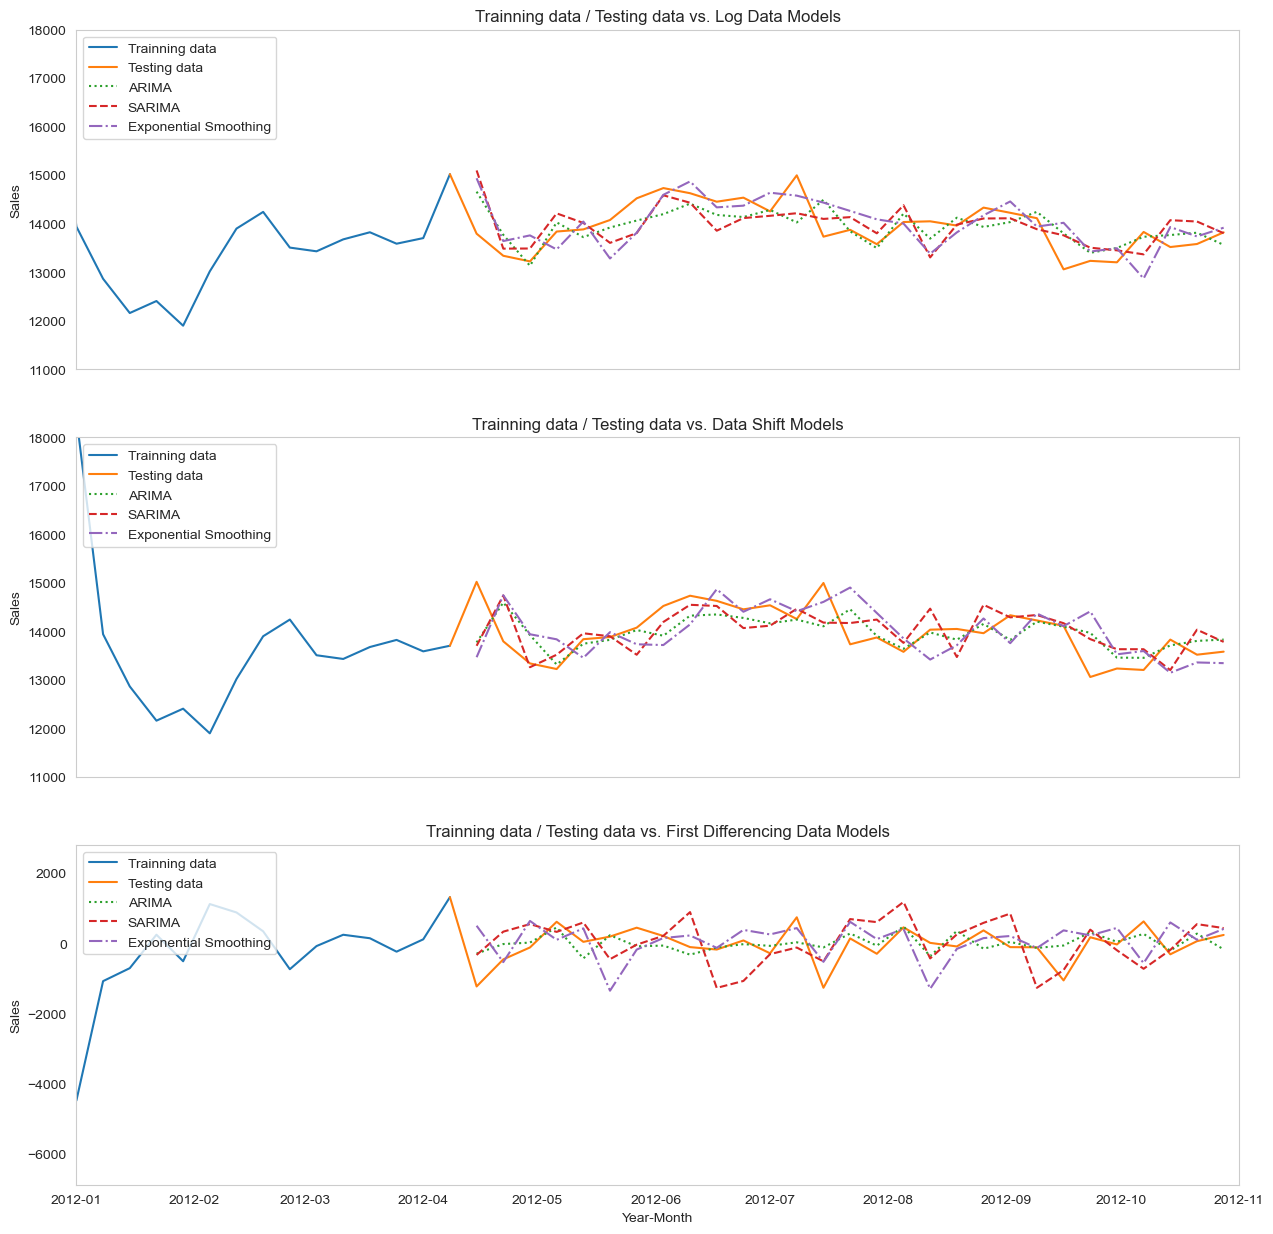 Trainning data / Testing data vs. Log Data Models
18000
17000
16000
15000
14000
13000
12000
11000
Sales
Trainning data
Testing data
ARIMA
SARIMA
Exponential Smoothing
Trainning data / Testing data vs. Data Shift Models
18000
17000
16000
15000
14000
13000
12000
11000
Sales
Trainning data
Testing data
ARIMA
SARIMA
Exponential Smoothing
Trainning data / Testing data vs. First Differencing Data Models
2000
0
−2000
−4000
−6000
Sales
Trainning data
Testing data
ARIMA
SARIMA
Exponential Smoothing
2012-01 2012-02 2012-03 2012-04 2012-05 2012-06 2012-07 2012-08 2012-09 2012-10 2012-11
Year-Month